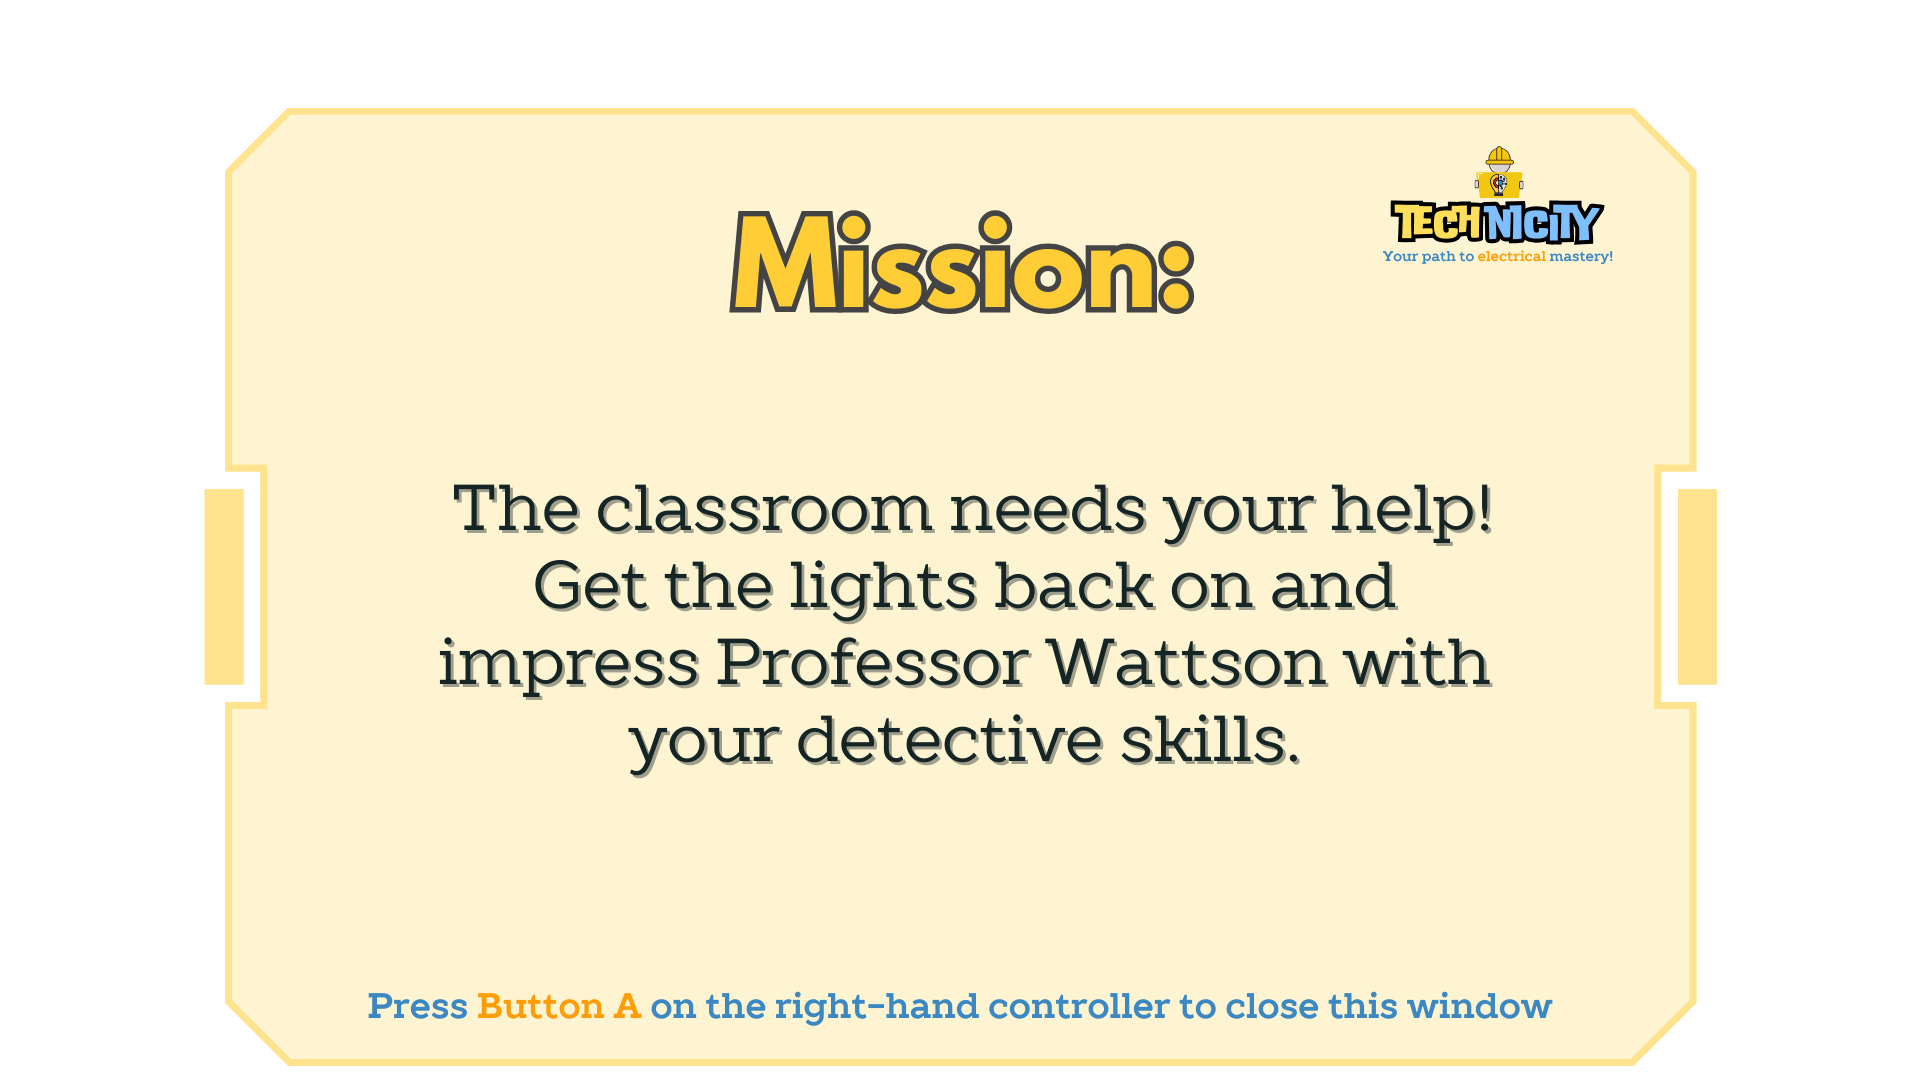 TECHNICITY
Your path to electrical mastery!
Mission:
The classroom needs your help!
Get the lights back on and
impress Professor Wattson with
your detective skills.
Press Button A on the right-hand controller to close this window